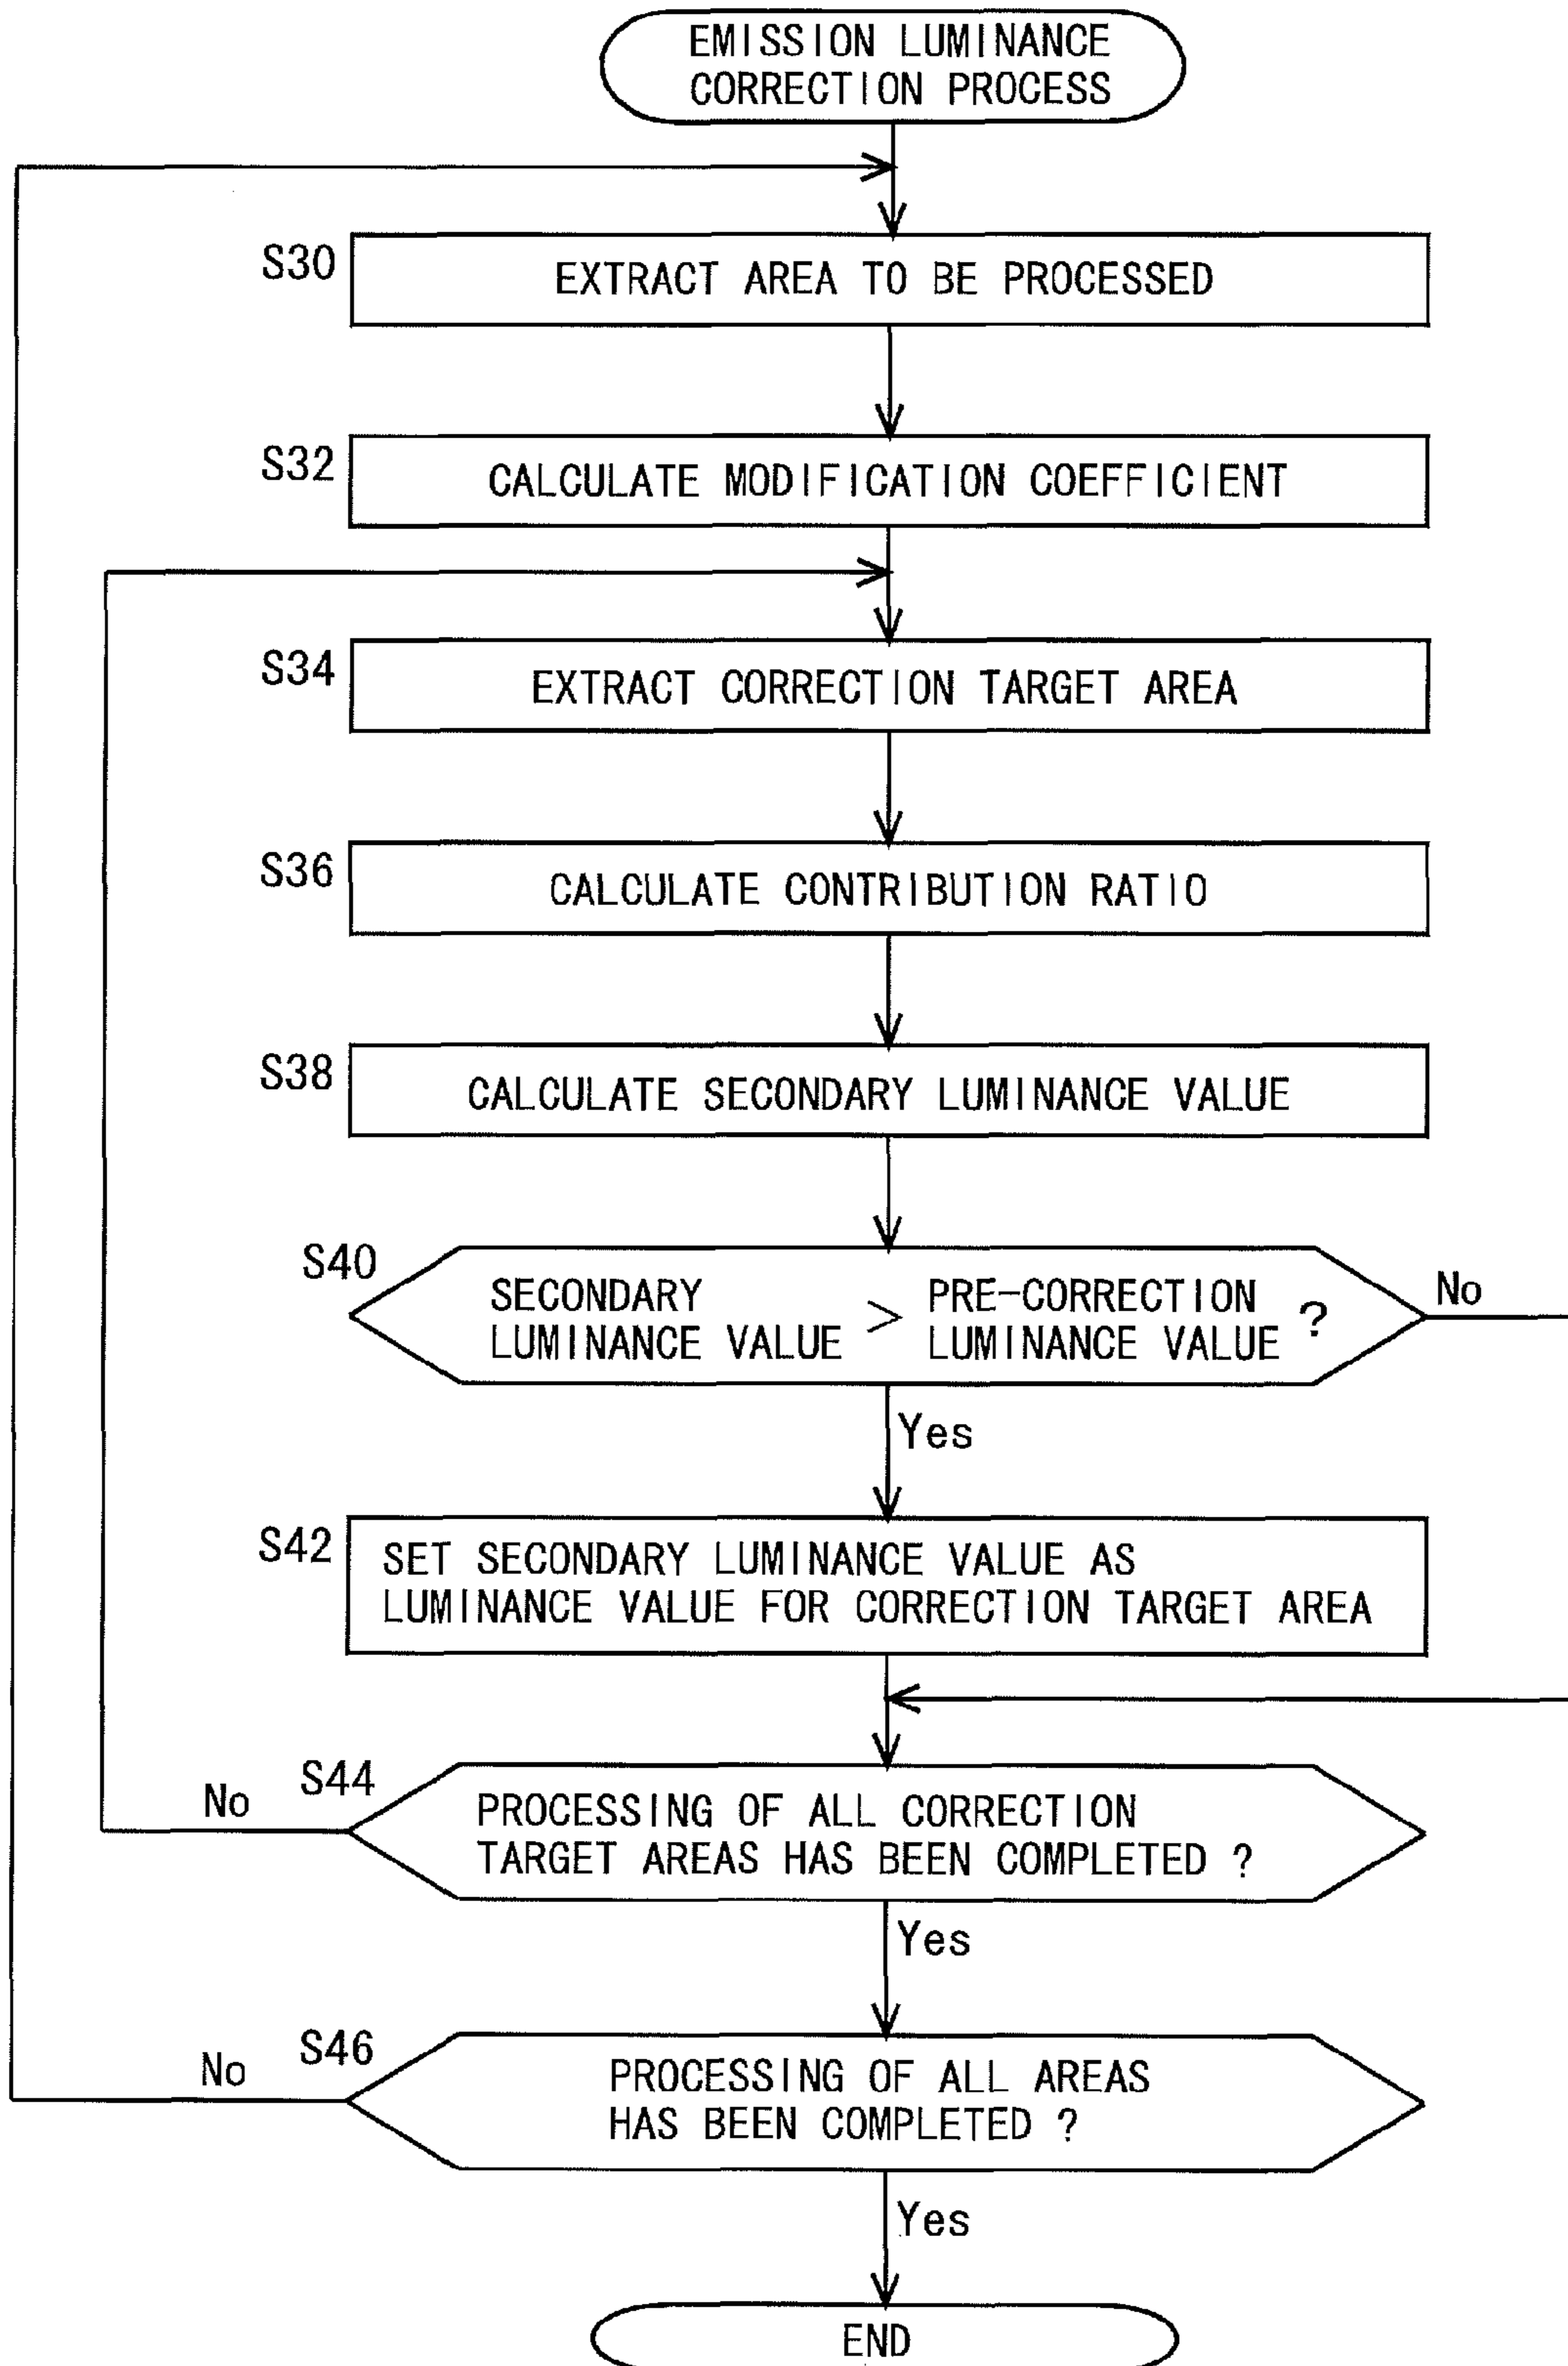 EMISSION LUMINANCE
CORRECTION PROCESS
S30
EXTRACT AREA TO BE PROCESSED
S32
CALCULATE MODIFICATION COEFFICIENT
S34
EXTRACT CORRECTION TARGET AREA
S36
CALCULATE CONTRIBUTION RATIO
S38
CALCULATE SECONDARY LUMINANCE VALUE
S40
SECONDARY
LUMINANCE VALUE
>
PRE-CORRECTION
LUMINANCE VALUE
?
No
Yes
S42
SET SECONDARY LUMINANCE VALUE AS
LUMINANCE VALUE FOR CORRECTION TARGET AREA
S44
No
PROCESSING OF ALL CORRECTION
TARGET AREAS HAS BEEN COMPLETED ?
Yes
S46
No
PROCESSING OF ALL AREAS
HAS BEEN COMPLETED ?
Yes
END